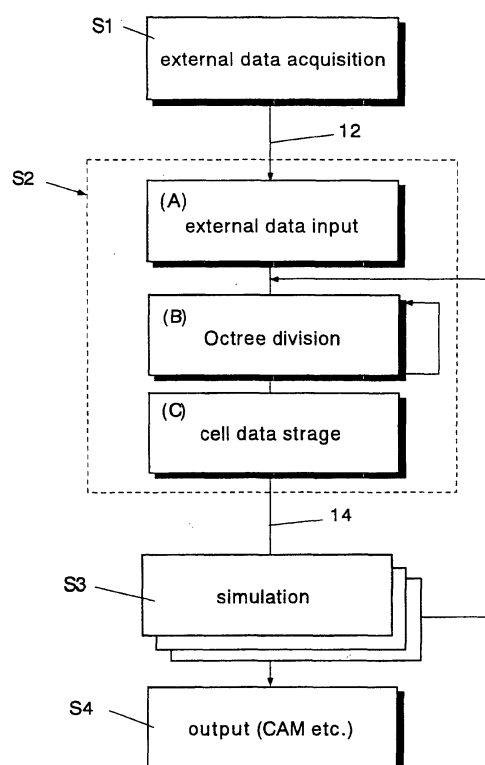 S1
external data acquisition
12
S2
(A)
external data input
(B)
Octree division
(C)
cell data strage
14
S3
simulation
S4
output (CAM etc.)